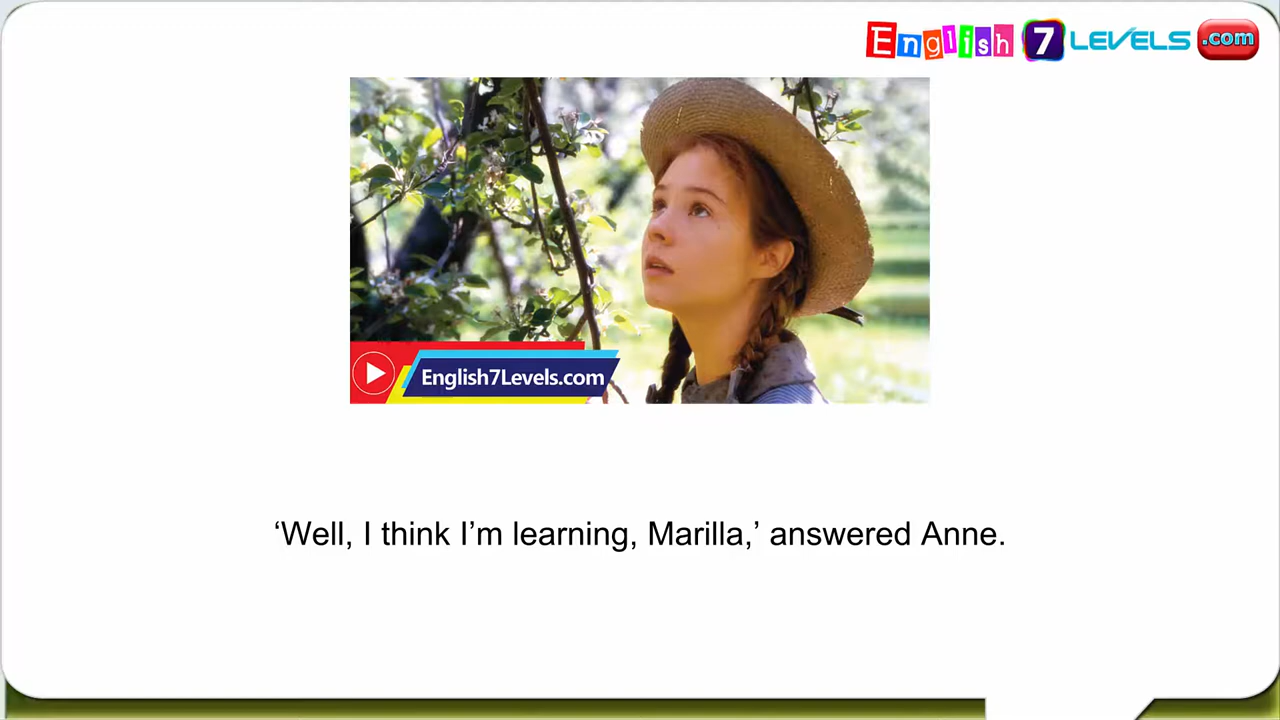 English 7 LEVELS .com
English7Levels.com
‘Well, I think I’m learning, Marilla,’ answered Anne.